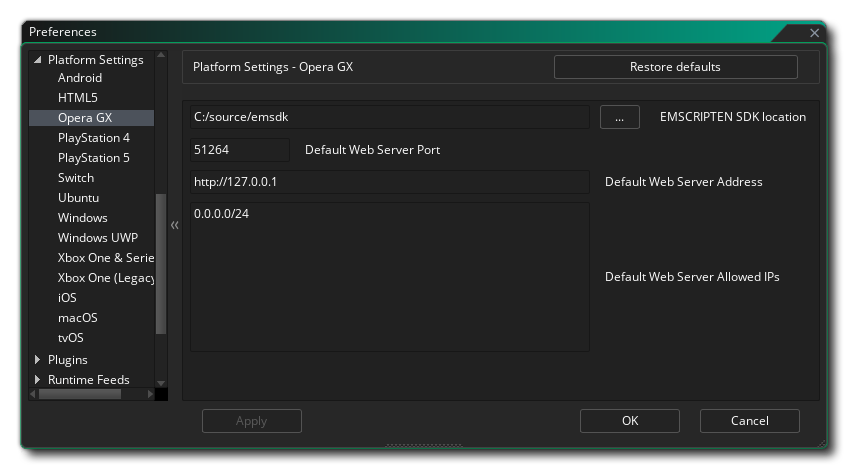 Preferences
Platform Settings
Android
HTML5
Opera GX
PlayStation 4
PlayStation 5
Switch
Ubuntu
Windows
Windows UWP
Xbox One & Serie
Xbox One (Legacy
iOS
macOS
tvOS
Plugins
Runtime Feeds
Platform Settings - Opera GX
Restore defaults
C:/source/emsdk
...
EMSCRIPTEN SDK location
51264
Default Web Server Port
http://127.0.0.1
Default Web Server Address
0.0.0.0/24
Default Web Server Allowed IPs
Apply
OK
Cancel